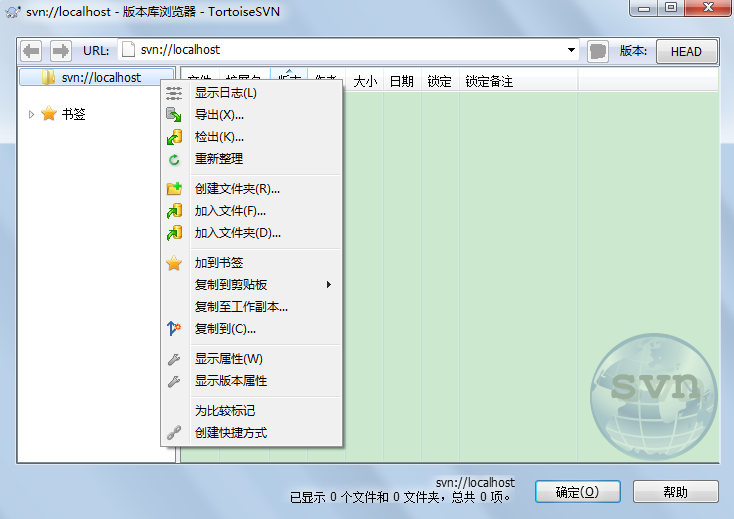 svn://localhost - 版本库浏览器 - TortoiseSVN
URL: svn://localhost 版本: HEAD
svn://localhost
书签
文件 扩展名 版本 作者 大小 日期 锁定 锁定备注
显示日志(L)
导出(X)...
检出(K)...
重新整理
创建文件夹(R)...
加入文件(F)...
加入文件夹(D)...
加到书签
复制到剪贴板
复制至工作副本...
复制到(C)...
显示属性(W)
显示版本属性
为比较标记
创建快捷方式
svn
svn://localhost
已显示 0 个文件和 0 文件夹，总共 0 项。
确定(O)
帮助